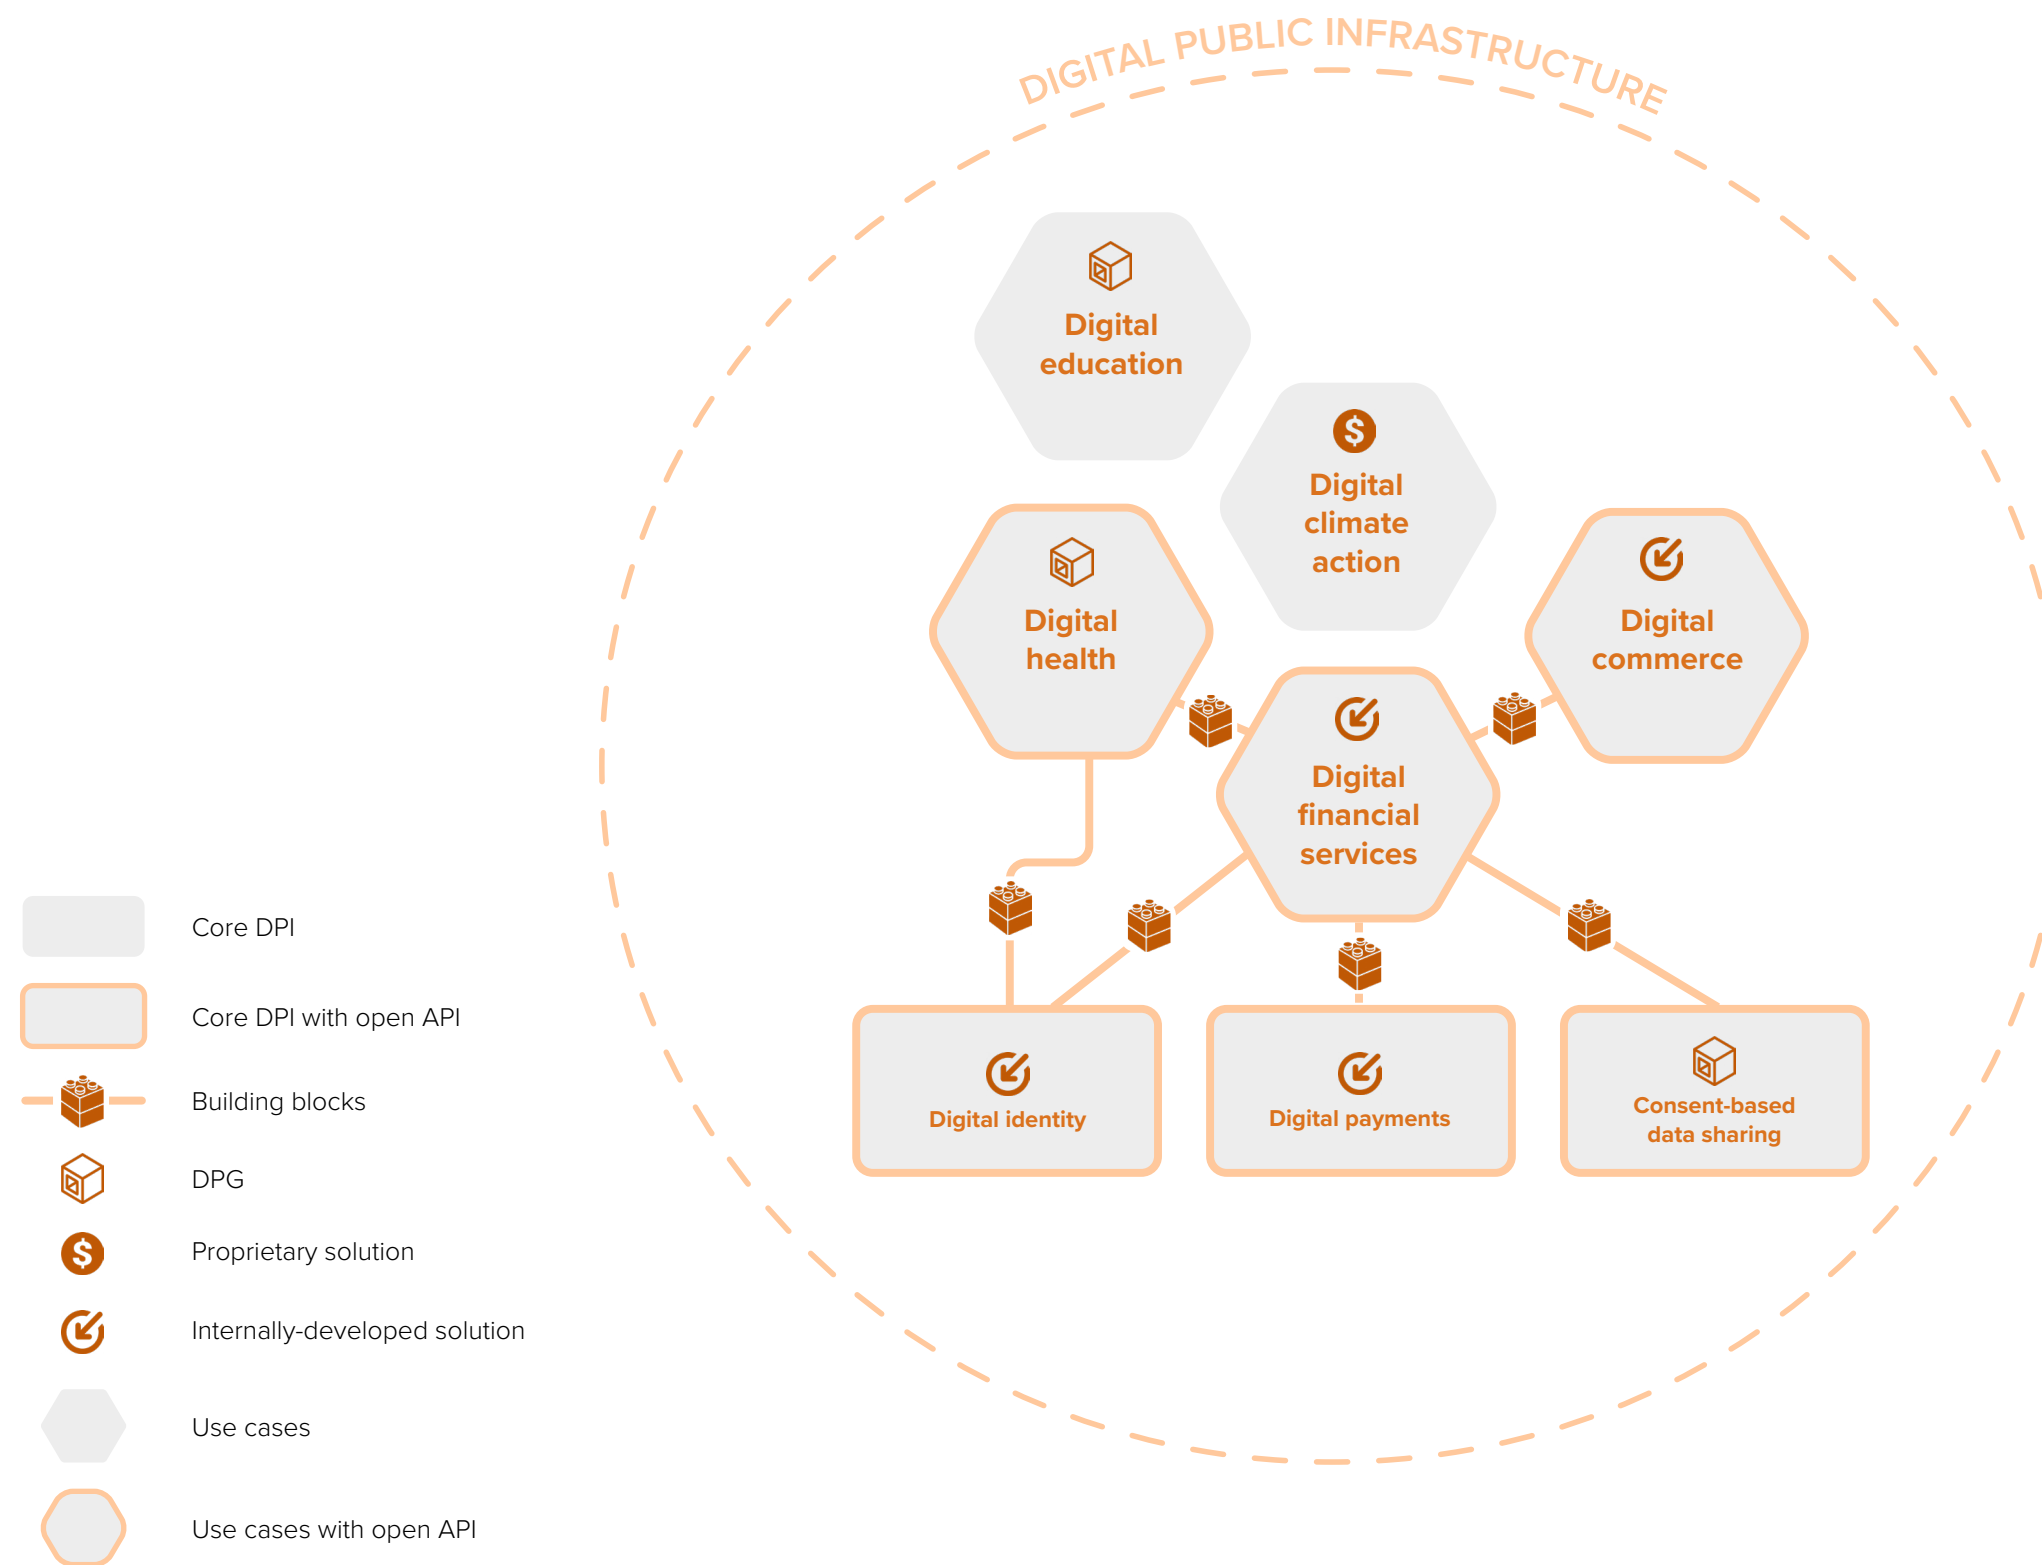 DIGITAL PUBLIC INFRASTRUCTURE
Digital
education
Digital
climate
action
Digital
health
Digital
commerce
Digital
financial
services
Digital identity
Digital payments
Consent-based
data sharing
Core DPI
Core DPI with open API
Building blocks
DPG
Proprietary solution
Internally-developed solution
Use cases
Use cases with open API